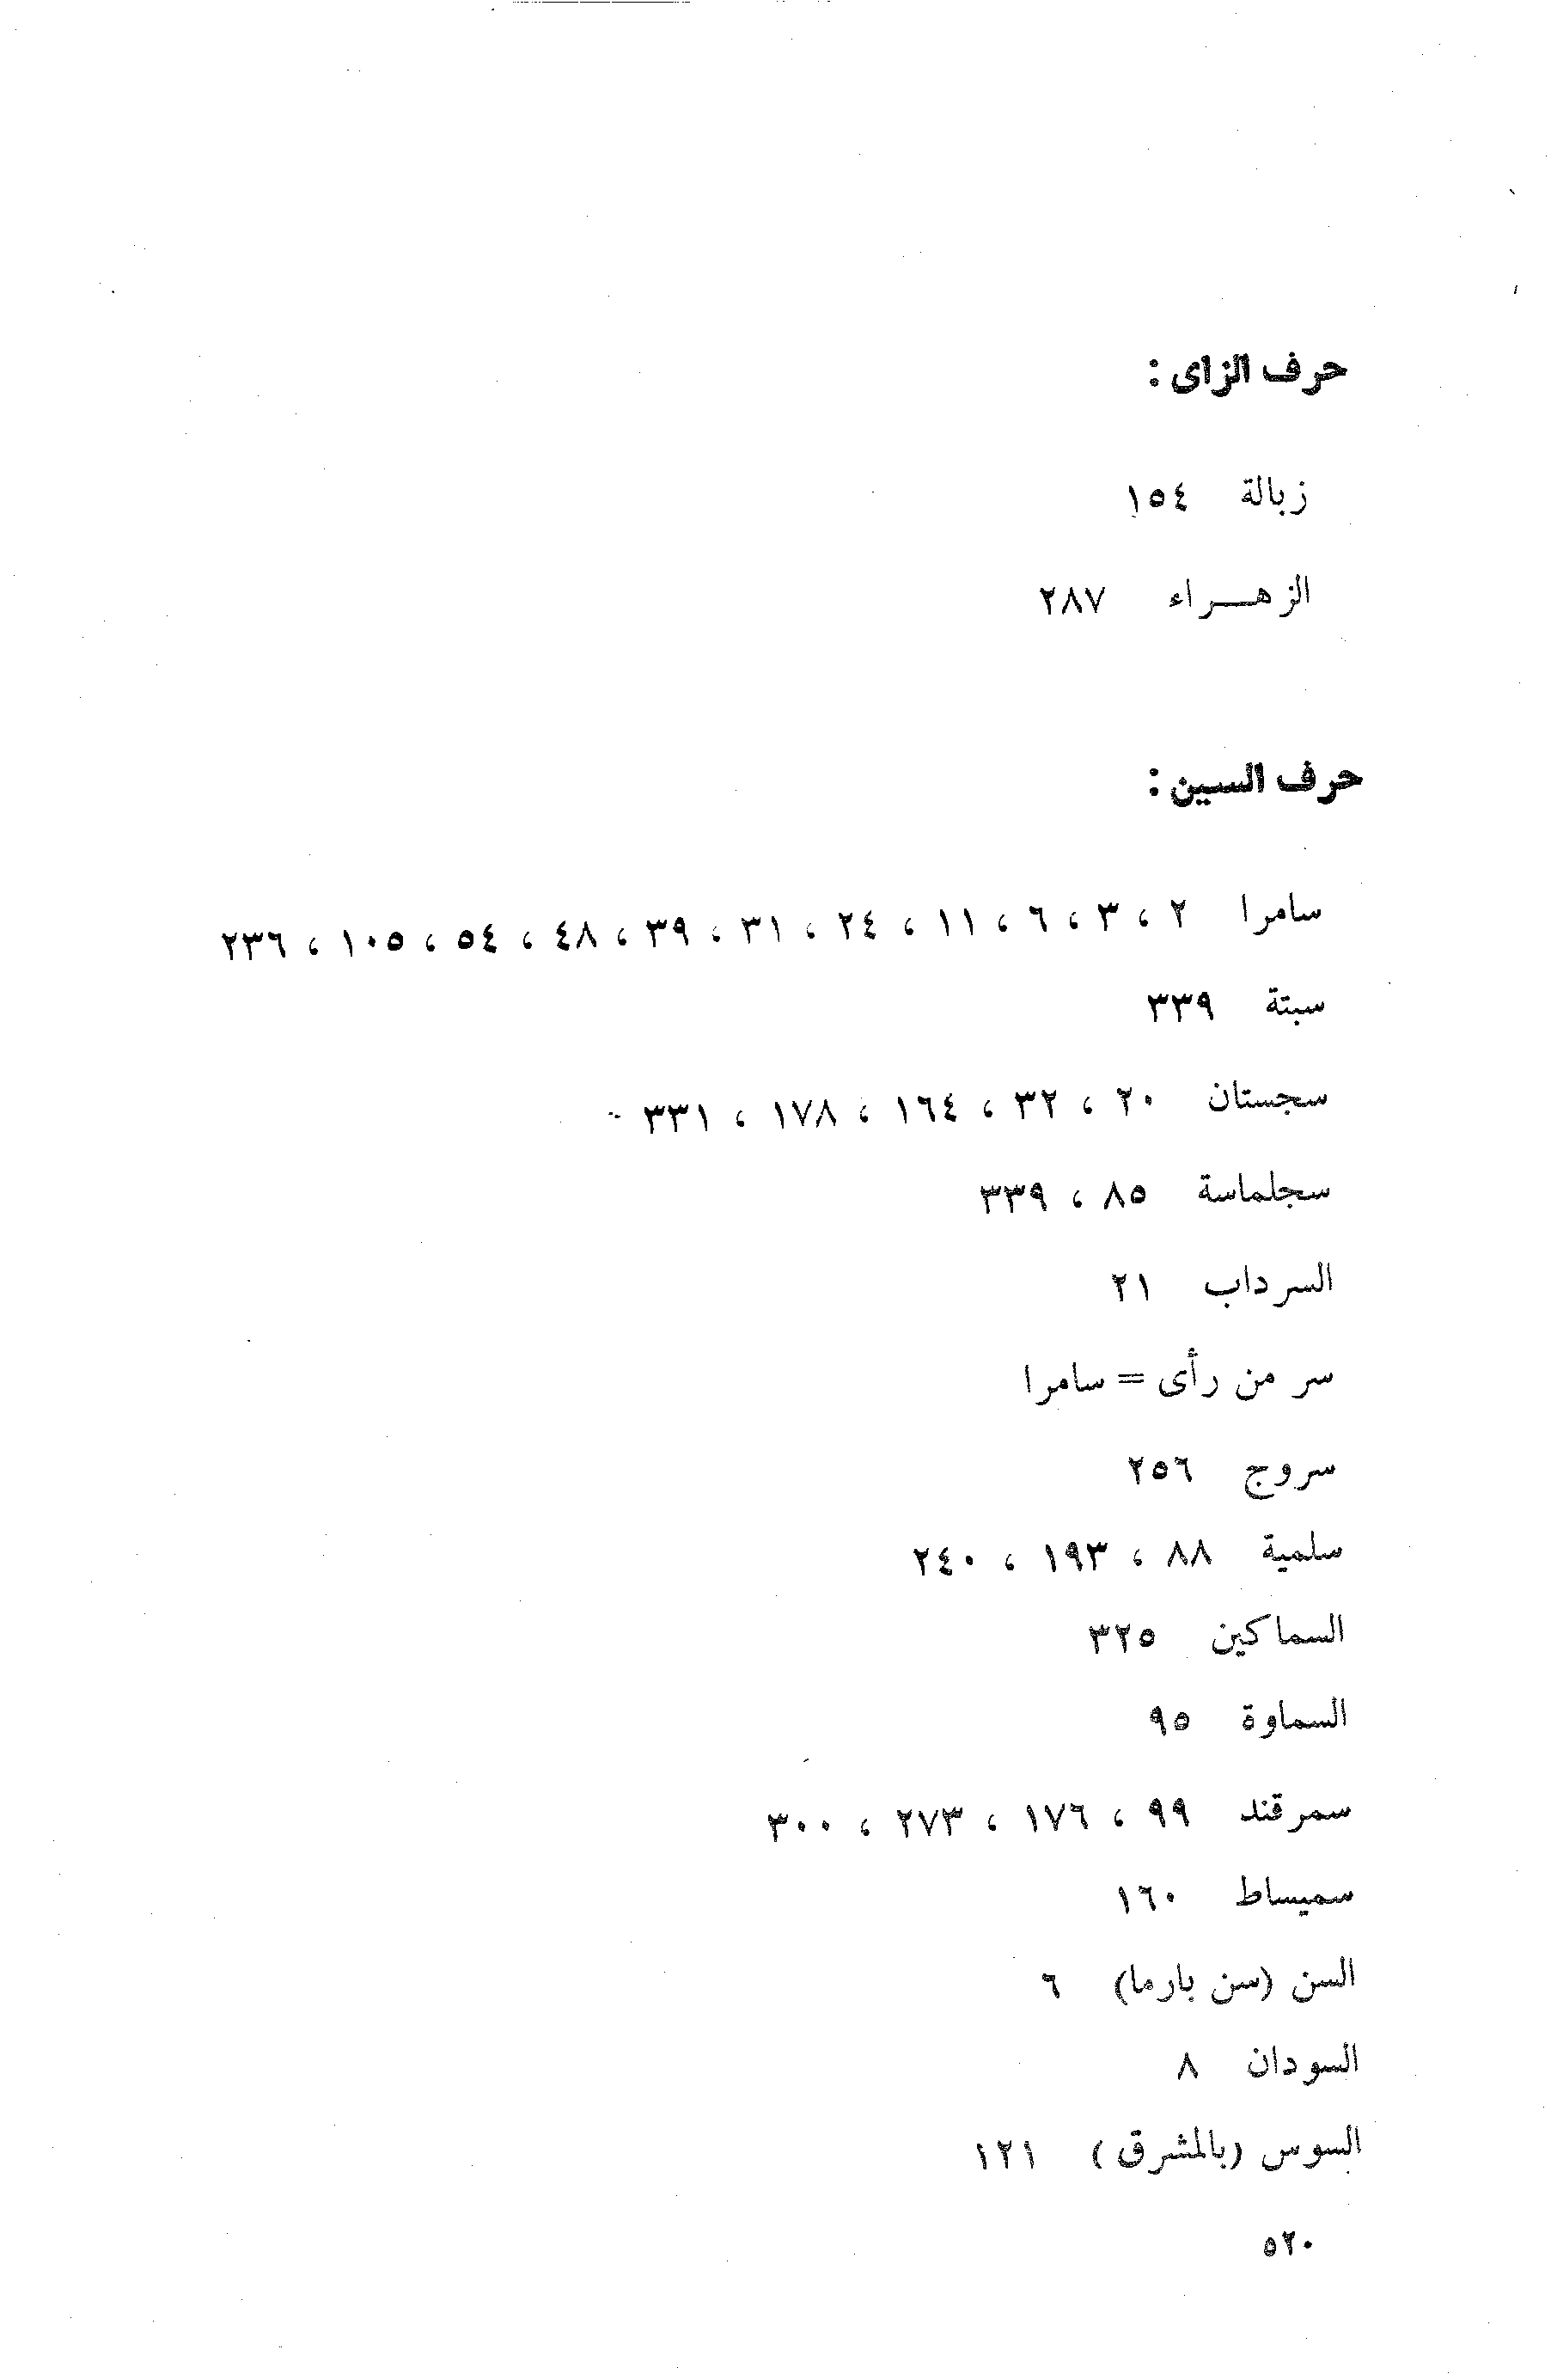 حرف الزاى :
زبالة ١٥٤
الزهـــراء ٢٨٧
حرف السين :
سامرا ٢ ، ٣ ، ٦ ، ١١ ، ٢٤ ، ٣١ ، ٣٩ ، ٤٨ ، ٥٤ ، ١٠٥ ، ٢٣٦
سبتة ٣٣٩
سجستان ٢٠ ، ٣٢ ، ١٦٤ ، ١٧٨ ، ٣٣١
سجلماسة ٨٥ ، ٣٣٩
السرداب ٢١
سر من رأى = سامرا
سروج ٢٥٦
سلمية ٨٨ ، ١٩٣ ، ٢٤٠
السماكين ٣٢٥
السماوة ٩٥
سمرقند ٩٩ ، ١٧٦ ، ٢٧٣ ، ٣٠٠
سميساط ١٦٠
السن (سن بارما) ٦
السودان ٨
السوس (بالمشرق) ١٢١
٥٢٠